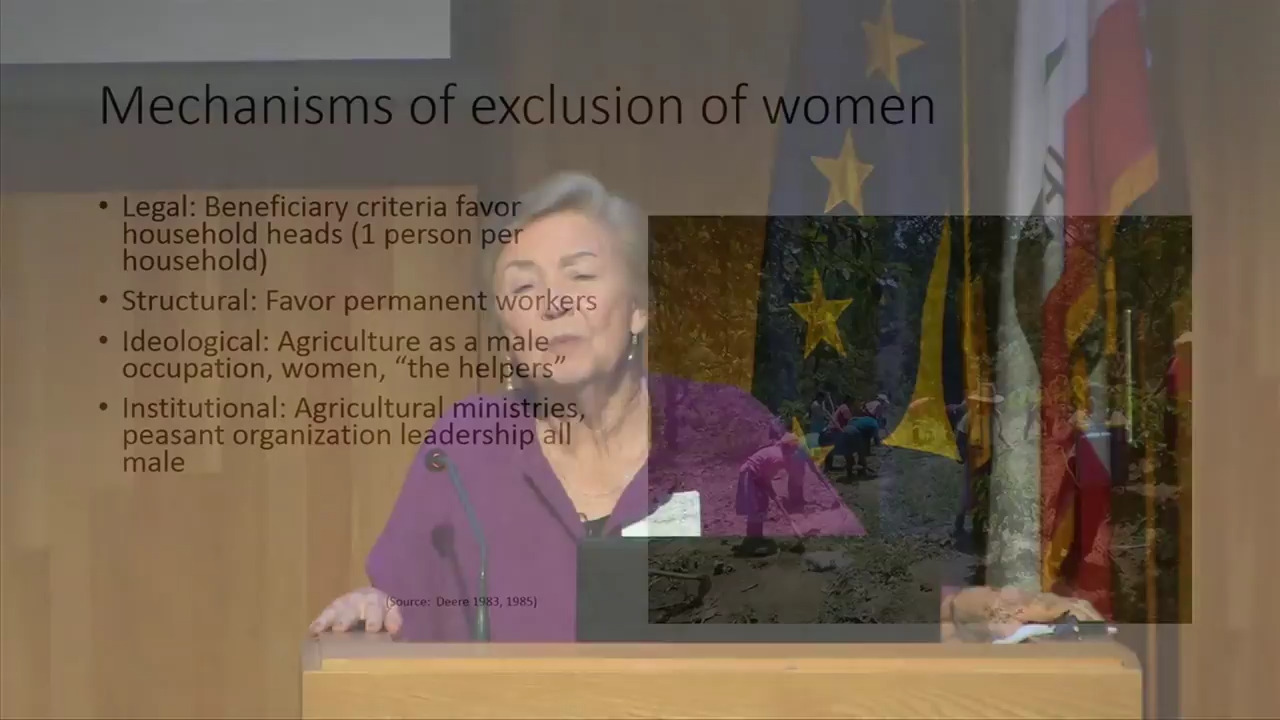 Mechanisms of exclusion of women
• Legal: Beneficiary criteria favor
household heads (1 person per
household)
• Structural: Favor permanent workers
• Ideological: Agriculture as a male
occupation, women, “the helpers”
• Institutional: Agricultural ministries,
peasant organization leadership all
male
(Source: Deere 1983, 1985)